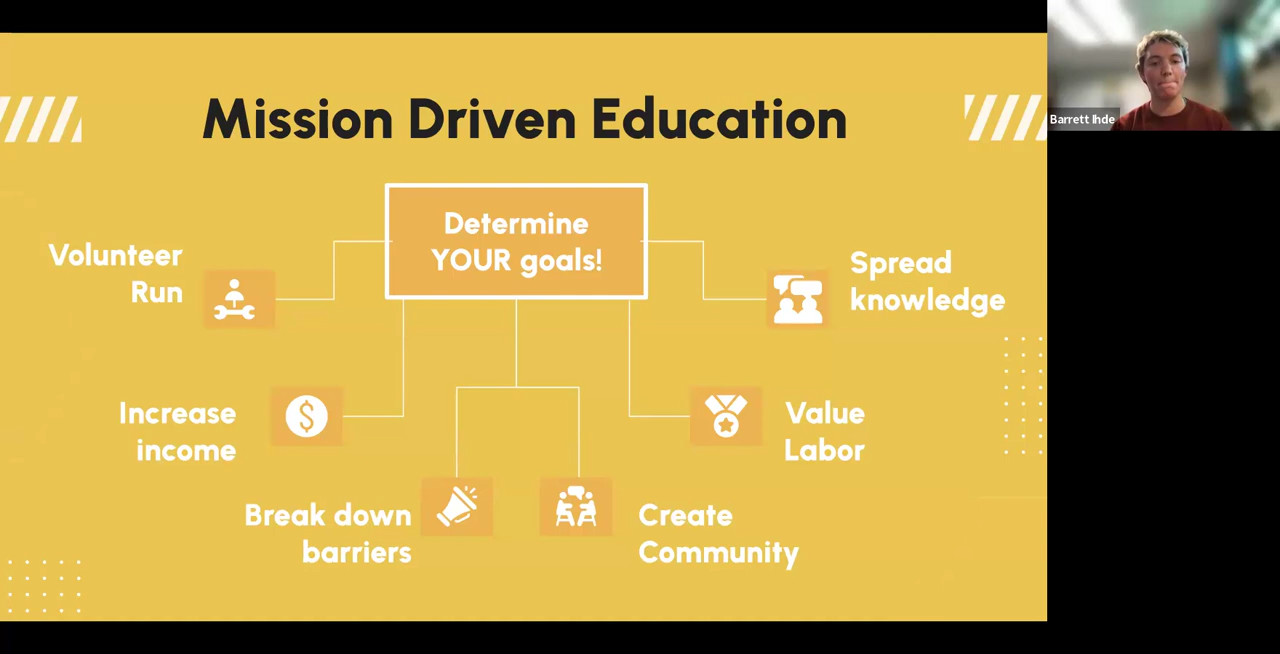 Mission Driven Education
Determine
YOUR goals!
Volunteer
Run
Spread
knowledge
Increase
income
Value
Labor
Break down
barriers
Create
Community
Barrett Ihde